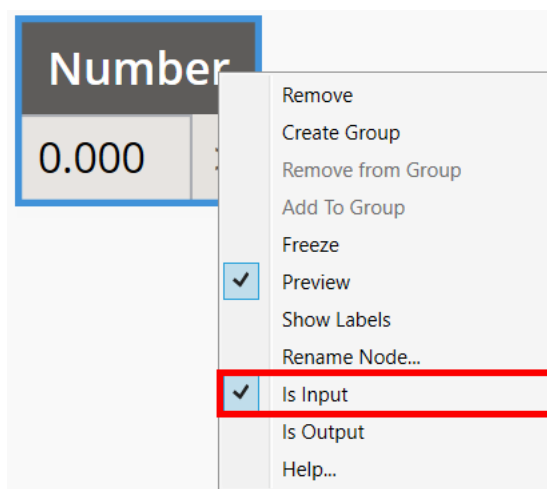 Number
0.000
Remove
Create Group
Remove from Group
Add To Group
Freeze
Preview
Show Labels
Rename Node...
Is Input
Is Output
Help...